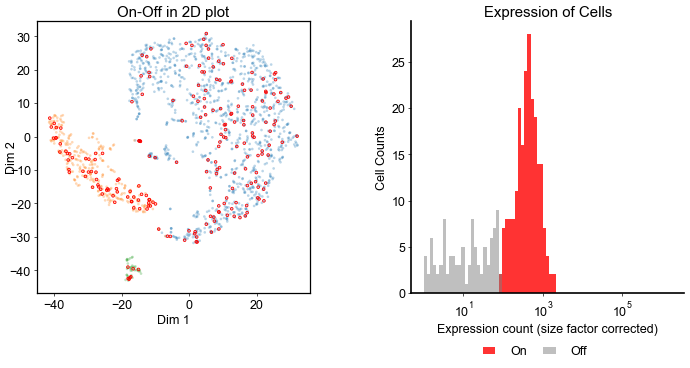 On-Off in 2D plot
30
20
10
0
−10
−20
−30
−40
Dim 2
−40 −20 0 20
Dim 1
Expression of Cells
25
20
15
10
5
0
Cell Counts
10^1 10^3 10^5
Expression count (size factor corrected)
On Off